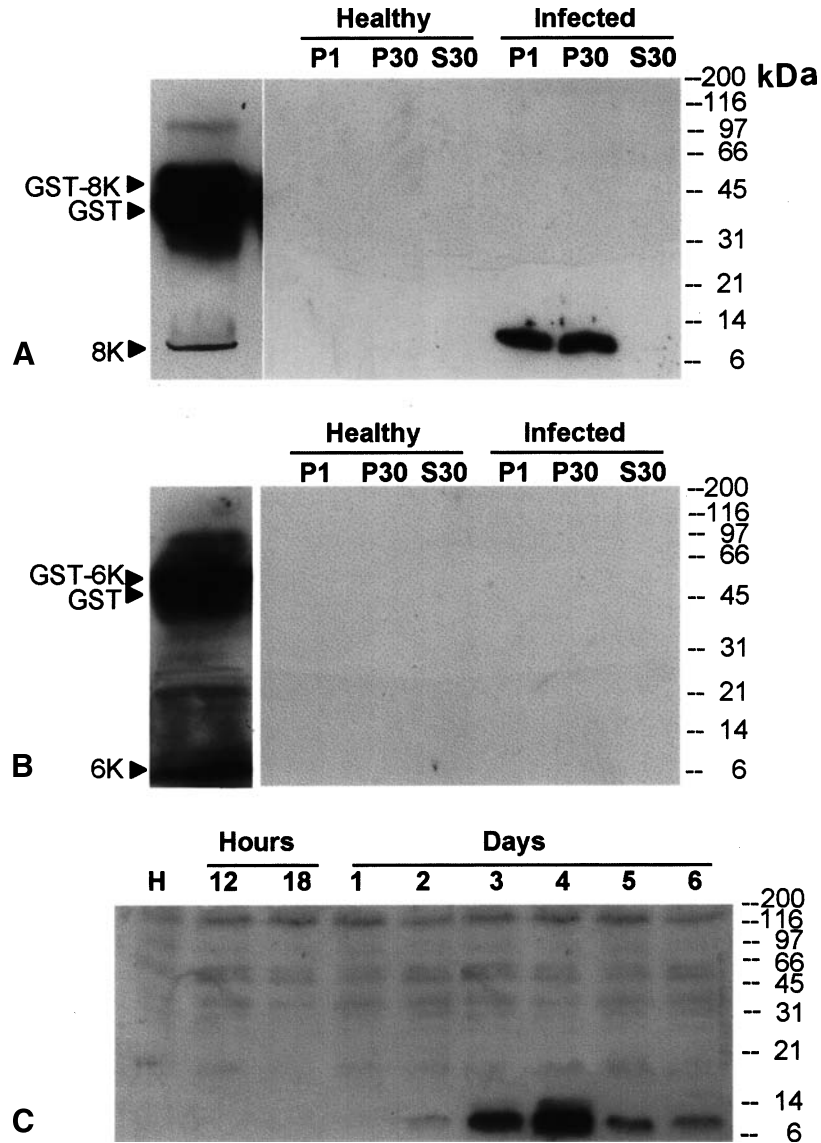 Healthy Infected
P1 P30 S30 P1 P30 S30
--200 kDa
--116
-- 97
-- 66
GST-8K
-- 45
GST
-- 31
-- 21
-- 14
A 8K
-- 6
Healthy Infected
P1 P30 S30 P1 P30 S30
--200
--116
-- 97
-- 66
GST-6K
GST
-- 45
-- 31
-- 21
-- 14
B 6K
-- 6
Hours Days
H 12 18 1 2 3 4 5 6
--200
--116
-- 97
-- 66
-- 45
-- 31
-- 21
-- 14
C
-- 6